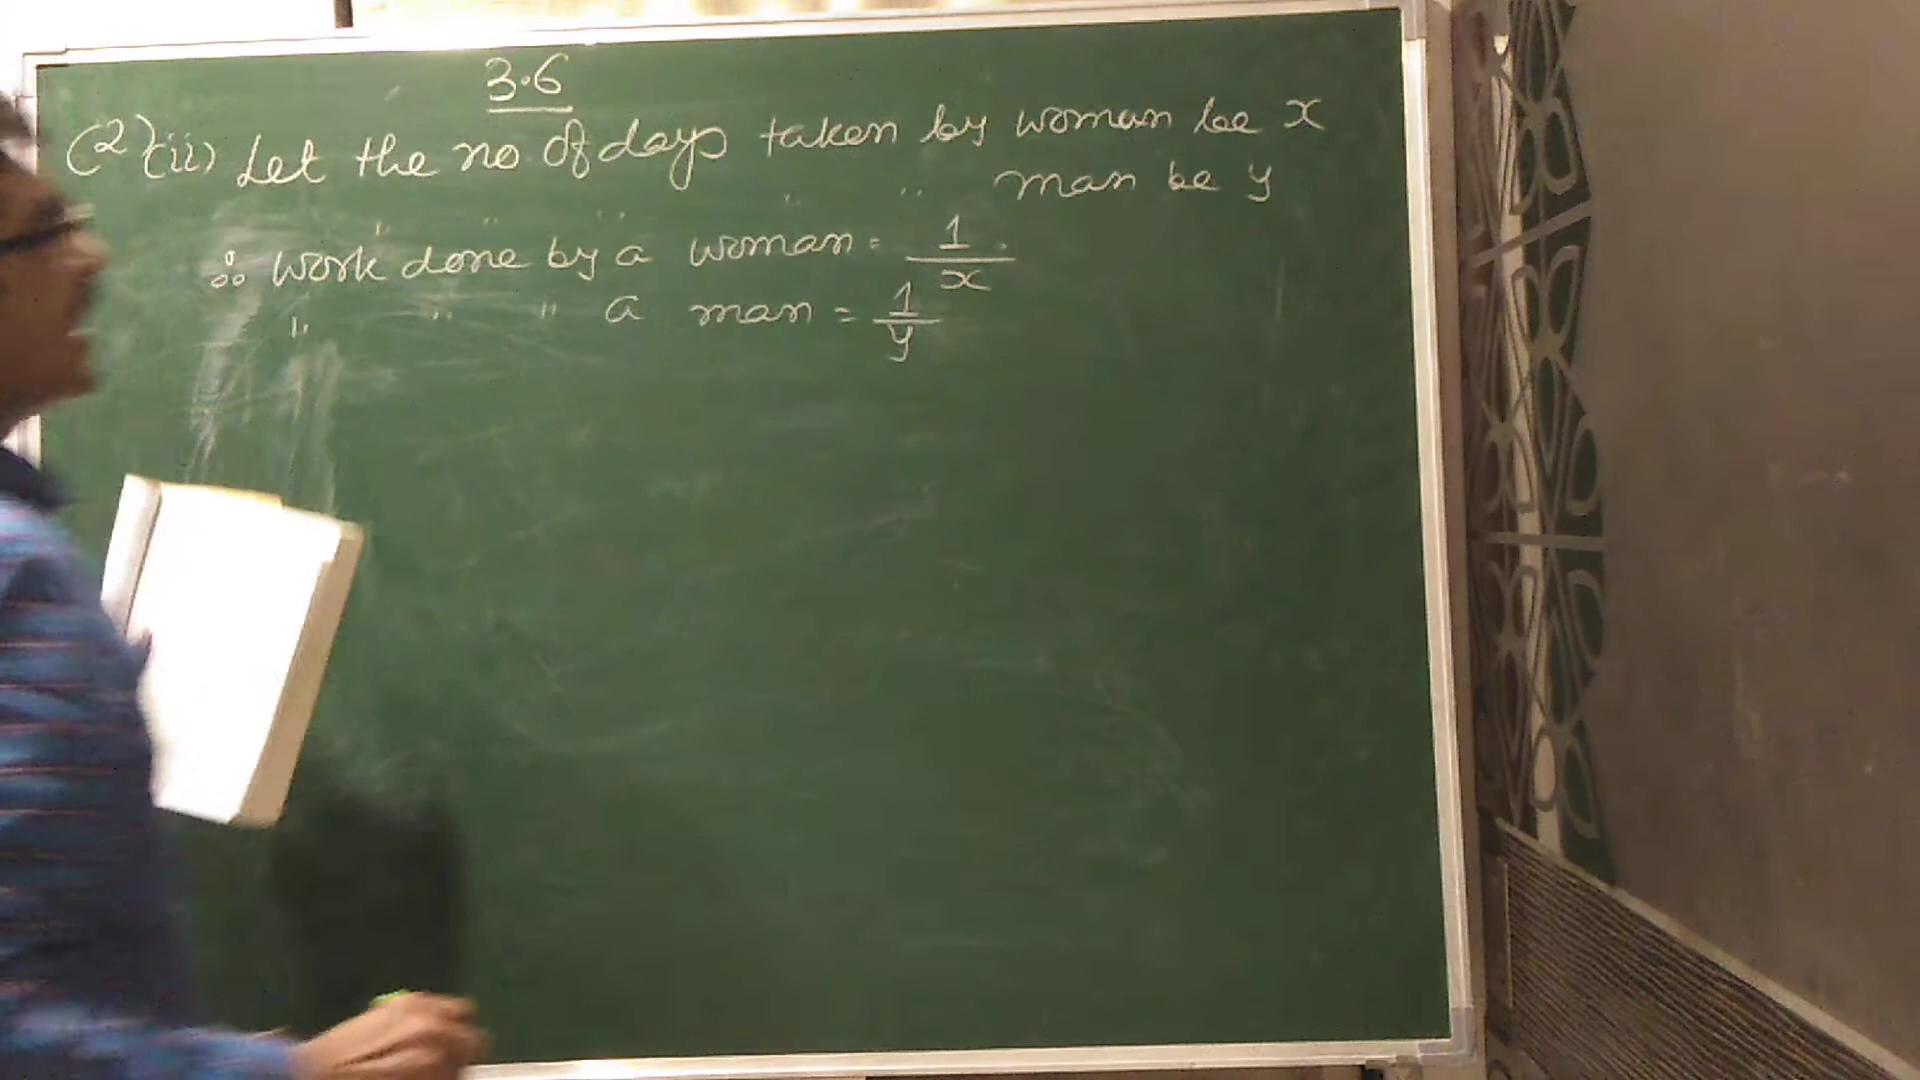 3.6
(2)(ii) Let the no of days taken by woman be x
" " " " " man be y
∴ work done by a woman = 1/x
" " " a man = 1/y